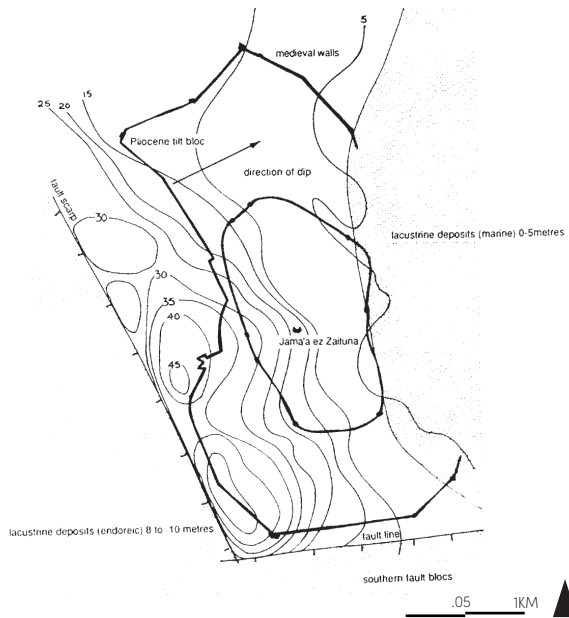 5
medieval walls
15
20
25
Pliocene tilt bloc
direction of dip
fault scarp
30
lacustrine deposits (marine) 0-5metres
30
35
40
Jama'a ez Zaituna
45
lacustrine deposits (endoreic) 8 to 10 metres
fault line
southern fault blocs
.05 1KM